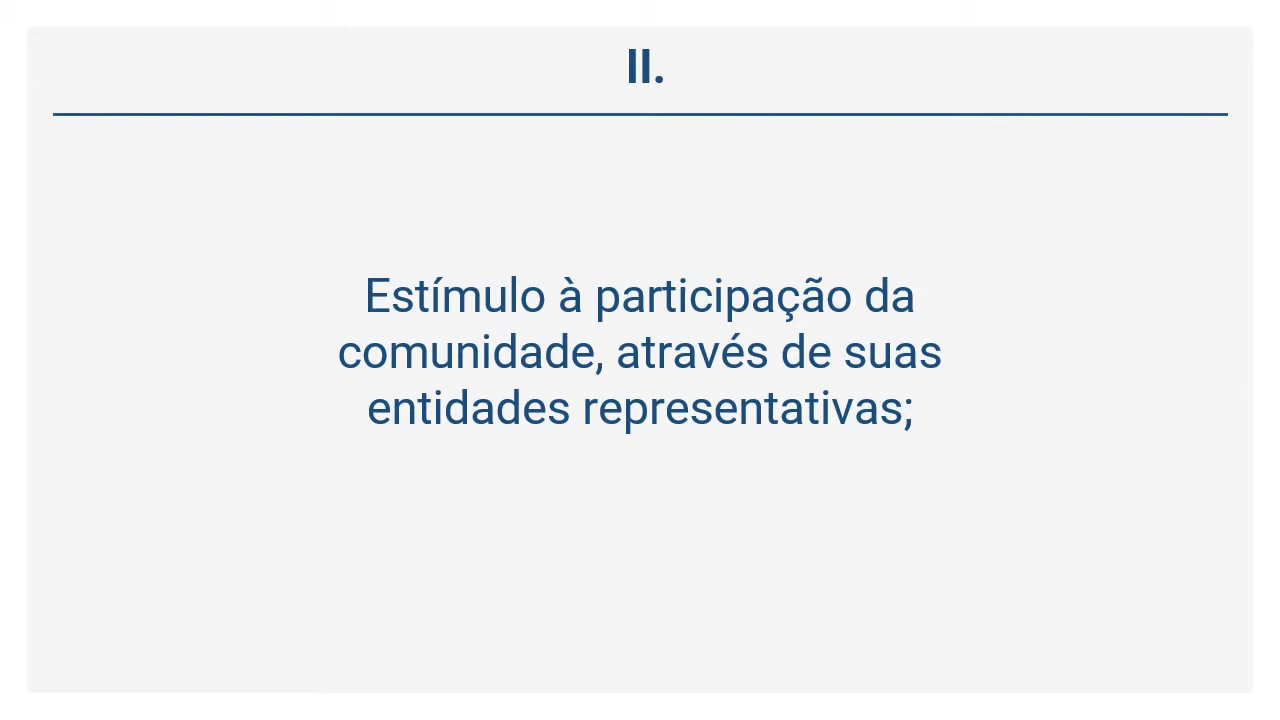 II.
Estímulo à participação da
comunidade, através de suas
entidades representativas;